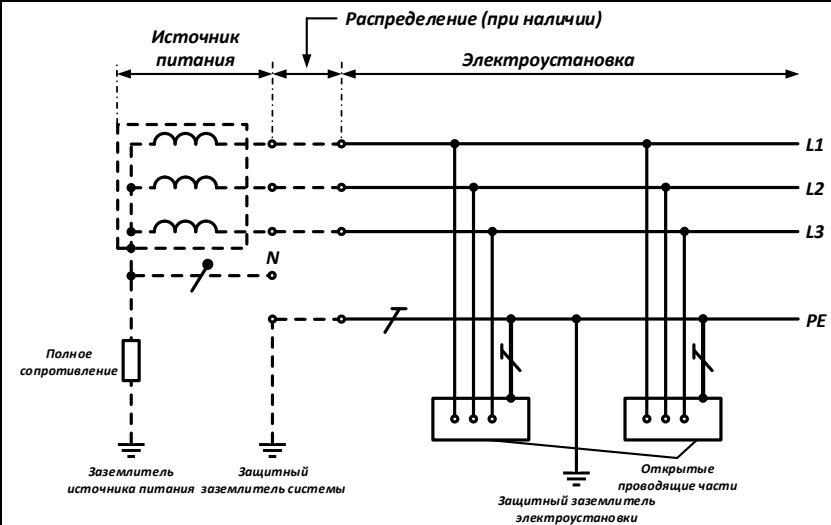 Распределение (при наличии)
Источник
питания
Электроустановка
L1
L2
L3
N
PE
Полное
сопротивление
Заземлитель
источника питания
Защитный
заземлитель системы
Защитный заземлитель
электроустановки
Открытые
проводящие части